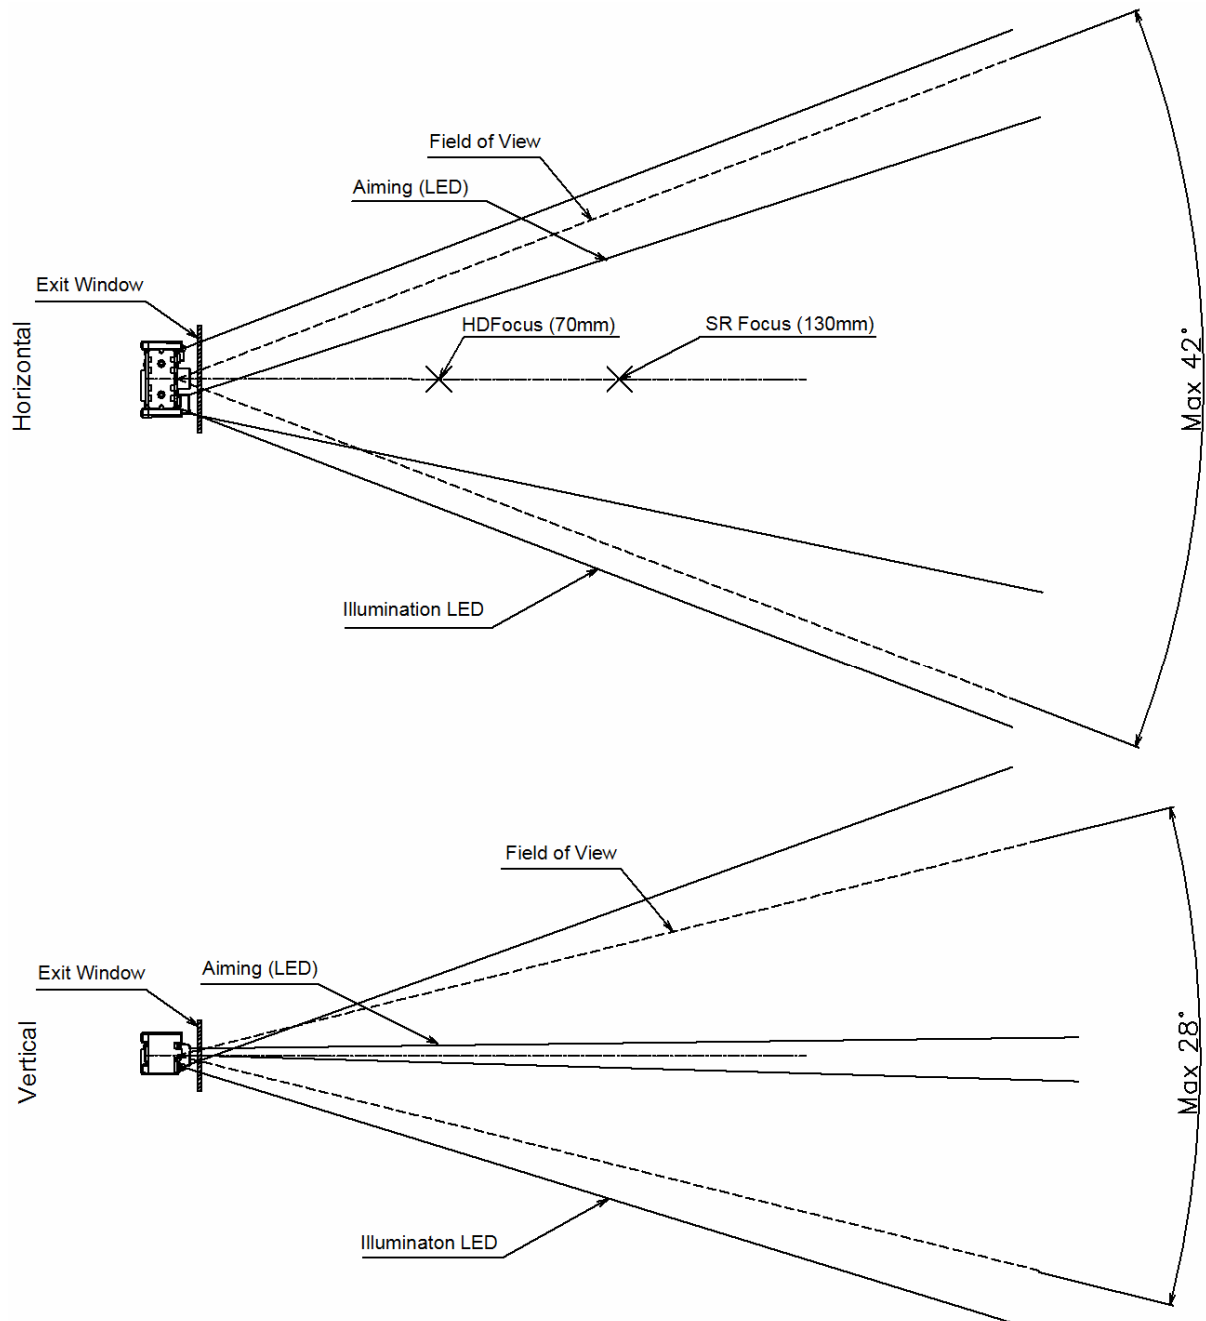 Field of View
Aiming (LED)
Exit Window
HDFocus (70mm)
SR Focus (130mm)
Horizontal
Max 42°
Illumination LED
Field of View
Aiming (LED)
Exit Window
Vertical
Max 28°
Illuminaton LED